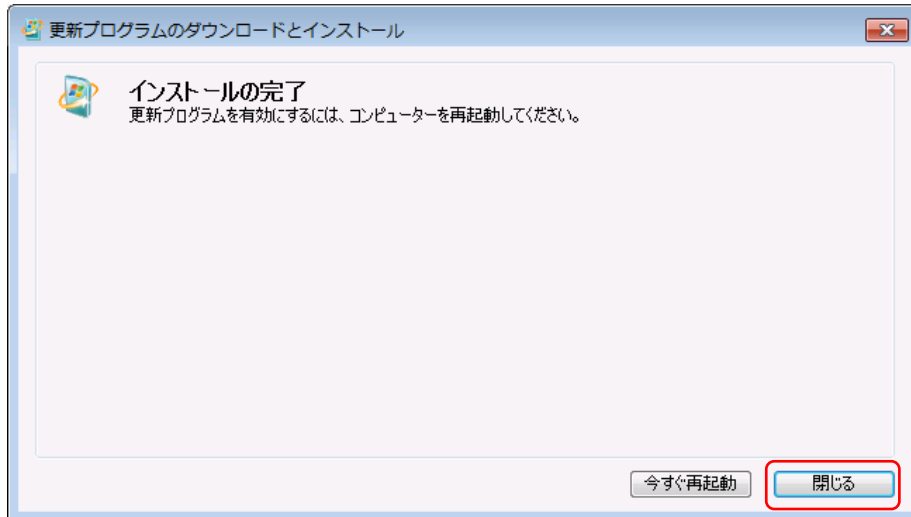 更新プログラムのダウンロードとインストール
インストールの完了
更新プログラムを有効にするには、コンピューターを再起動してください。
今すぐ再起動
閉じる